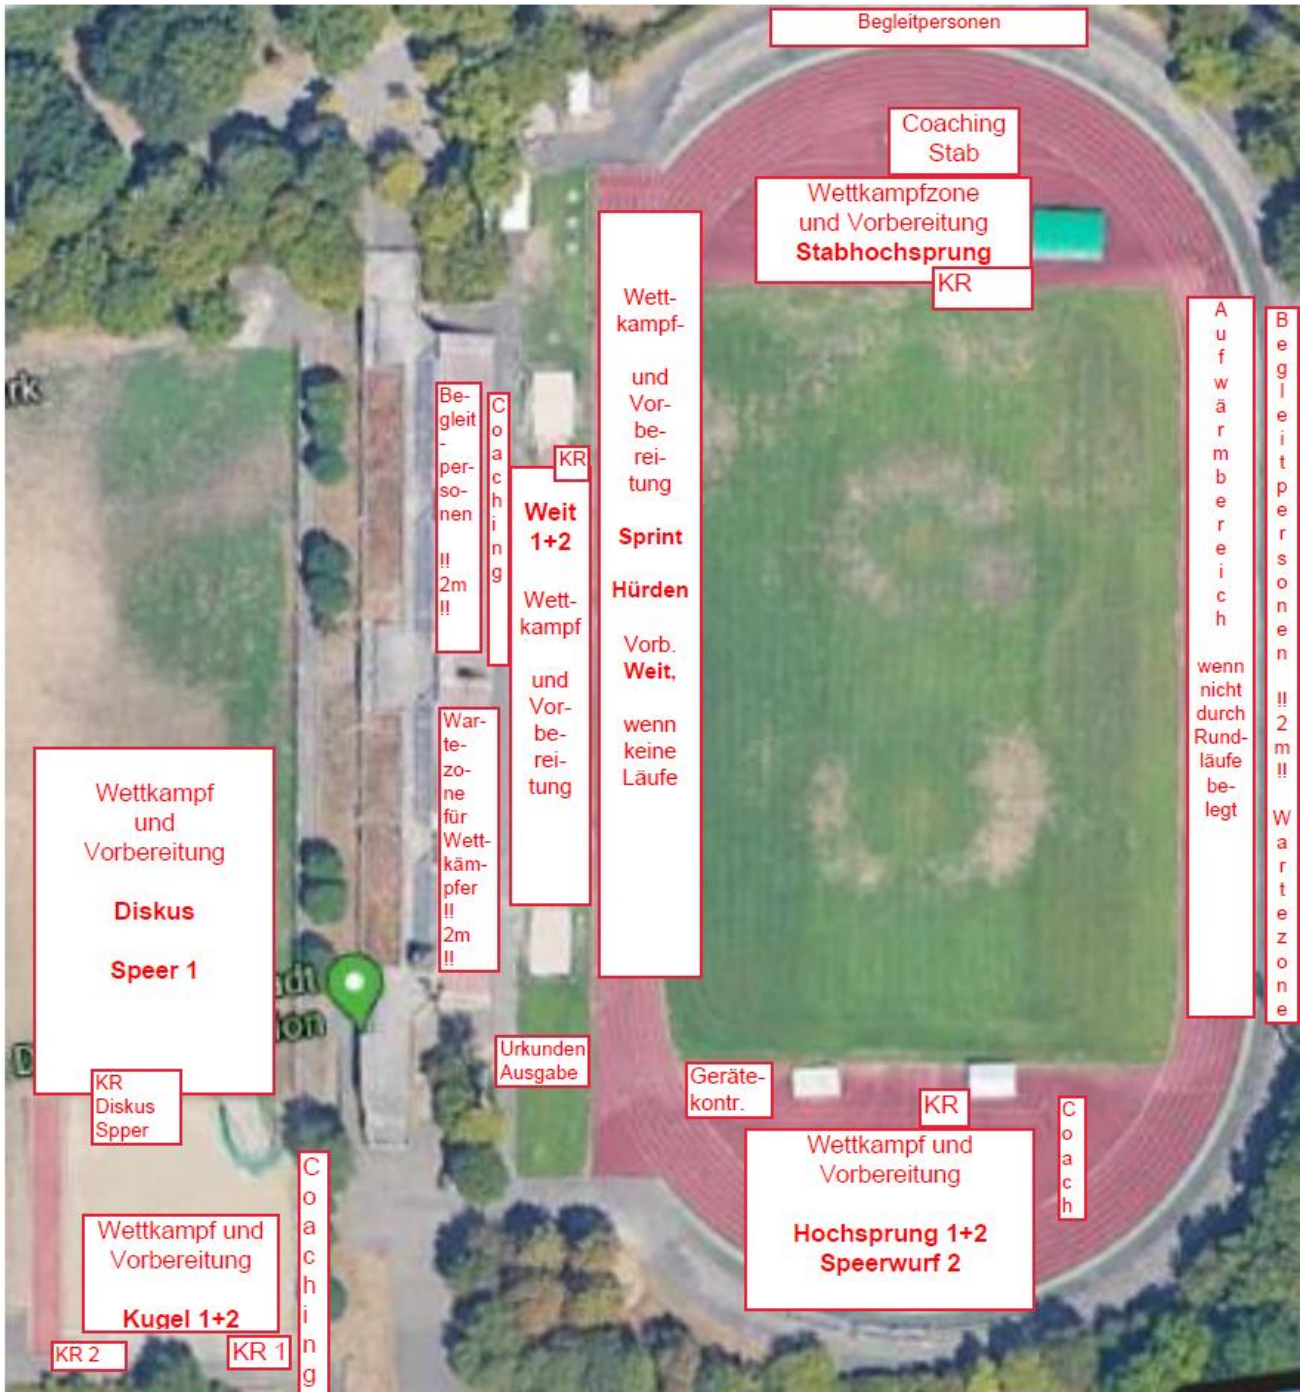 Begleitpersonen
Coaching
Stab
Wettkampfzone
und Vorbereitung
Stabhochsprung
KR
Wett-
kampf-
und
Vor-
be-
rei-
tung
Sprint
Hürden
Vorb.
Weit,
wenn
keine
Läufe
Aufwärmbereich
wenn
nicht
durch
Rund-
läufe
be-
legt
Begleitpersonen !! 2m!! Wartezone
rk
Be-
gleit
-
per-
so-
nen
!!
2m
!!
Coaching
KR
Weit
1+2
Wett-
kampf
und
Vor-
be-
rei-
tung
War-
te-
zo-
ne
für
Wett-
käm-
pfer
!!
2m
!!
Wettkampf
und
Vorbereitung
Diskus
Speer 1
adt
ion
D
KR
Diskus
Spper
Urkunden
Ausgabe
Geräte-
kontr.
KR
Coach
Wettkampf und
Vorbereitung
Hochsprung 1+2
Speerwurf 2
Coaching
Wettkampf und
Vorbereitung
Kugel 1+2
KR 2
KR 1